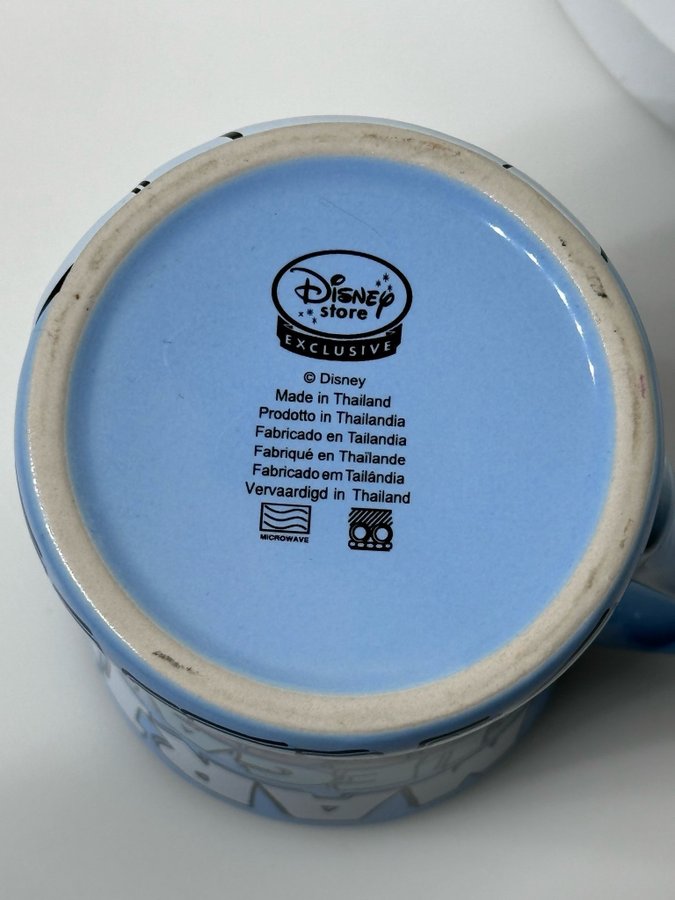 Disney
store
EXCLUSIVE
© Disney
Made in Thailand
Prodotto in Thailandia
Fabricado en Tailandia
Fabriqué en Thaïlande
Fabricado em Tailândia
Vervaardigd in Thailand
MICROWAVE